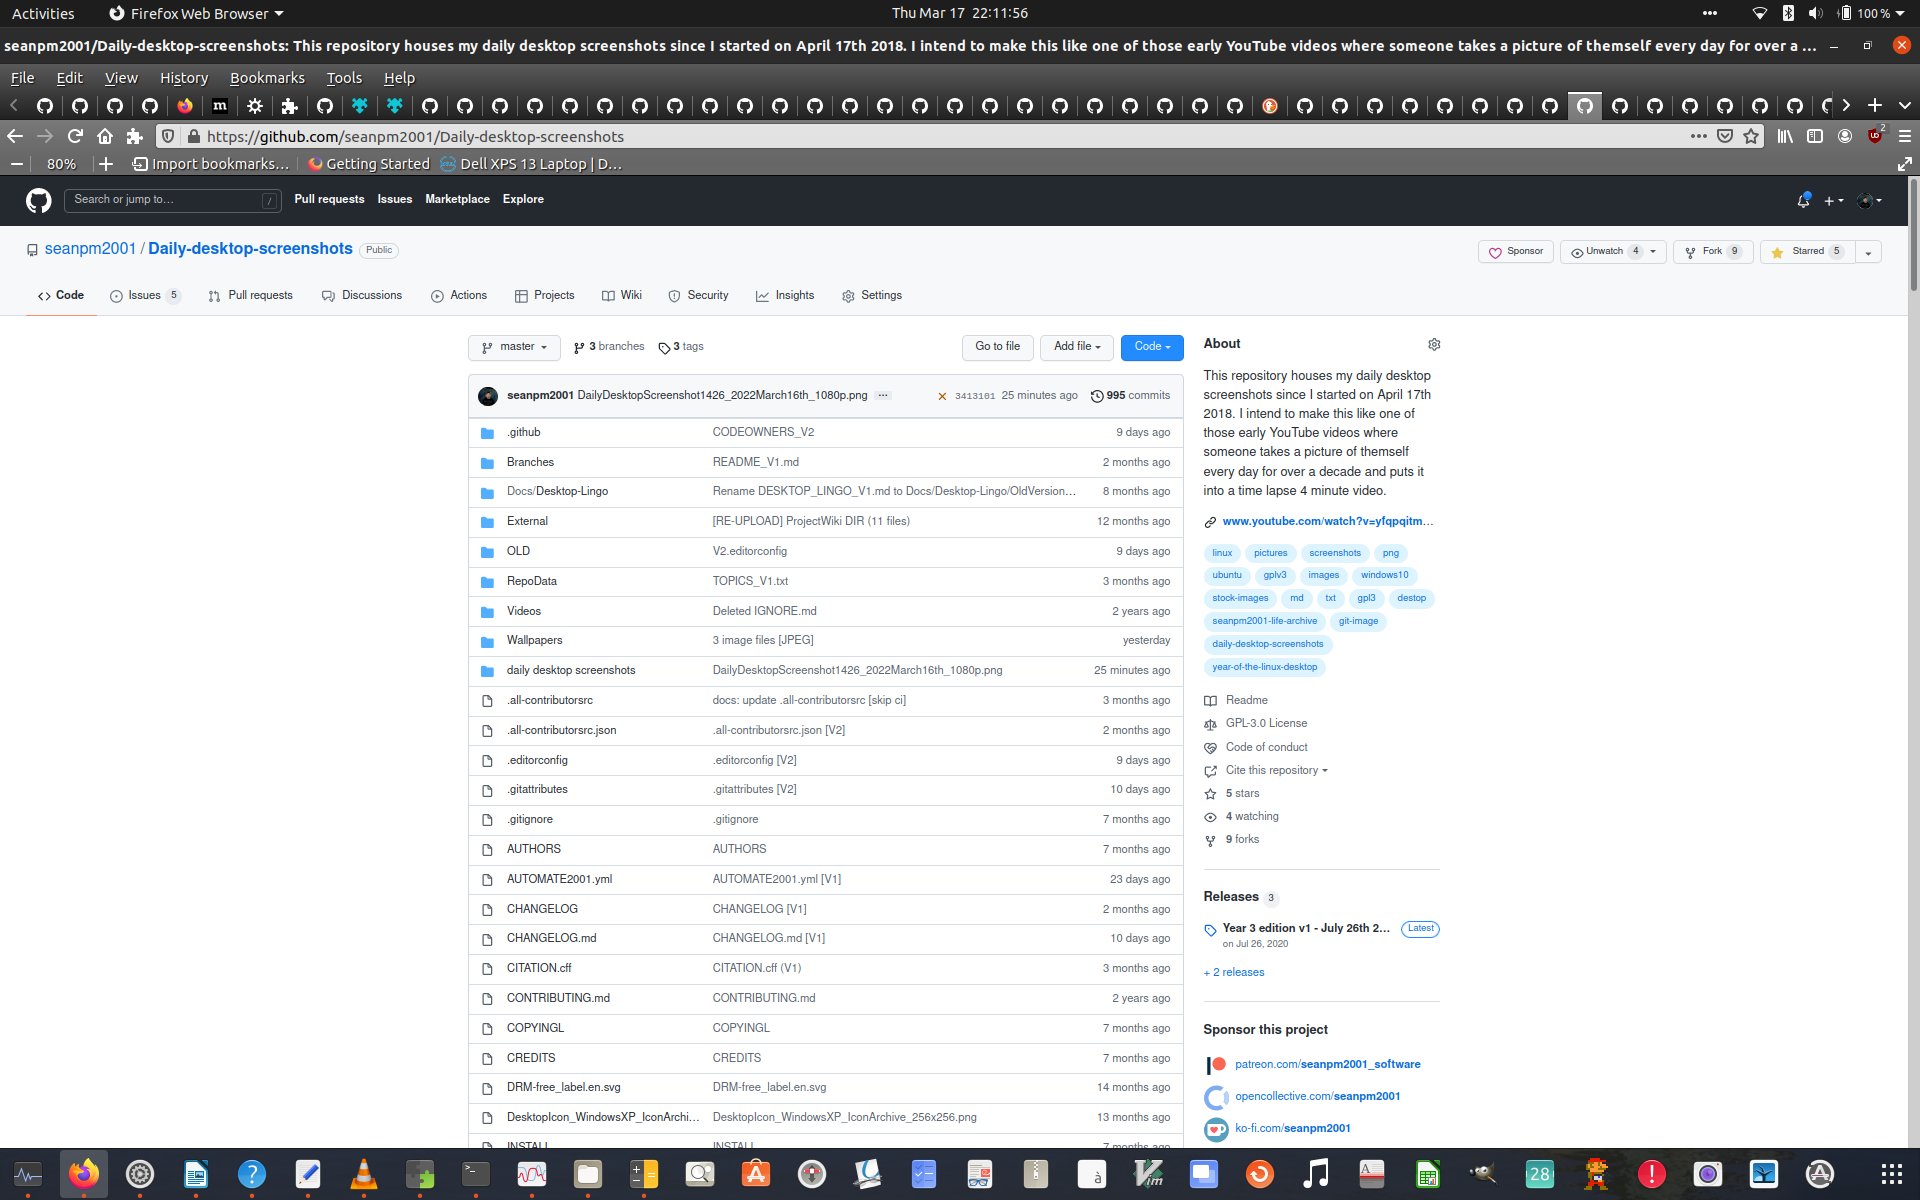 Activities
Firefox Web Browser
Thu Mar 17 22:11:56
100 %
seanpm2001/Daily-desktop-screenshots: This repository houses my daily desktop screenshots since I started on April 17th 2018. I intend to make this like one of those early YouTube videos where someone takes a picture of themself every day for over a …
File Edit View History Bookmarks Tools Help
https://github.com/seanpm2001/Daily-desktop-screenshots
2
80%
Import bookmarks…
Getting Started
Dell XPS 13 Laptop | D…
Search or jump to…
/
Pull requests Issues Marketplace Explore
seanpm2001 / Daily-desktop-screenshots Public
Sponsor
Unwatch 4
Fork 9
Starred 5
Code
Issues 5
Pull requests
Discussions
Actions
Projects
Wiki
Security
Insights
Settings
master
3 branches
3 tags
Go to file
Add file
Code
seanpm2001 DailyDesktopScreenshot1426_2022March16th_1080p.png … 3413101 25 minutes ago 995 commits
.github CODEOWNERS_V2 9 days ago
Branches README_V1.md 2 months ago
Docs/Desktop-Lingo Rename DESKTOP_LINGO_V1.md to Docs/Desktop-Lingo/OldVersion… 8 months ago
External [RE-UPLOAD] ProjectWiki DIR (11 files) 12 months ago
OLD V2.editorconfig 9 days ago
RepoData TOPICS_V1.txt 3 months ago
Videos Deleted IGNORE.md 2 years ago
Wallpapers 3 image files [JPEG] yesterday
daily desktop screenshots DailyDesktopScreenshot1426_2022March16th_1080p.png 25 minutes ago
.all-contributorsrc docs: update .all-contributorsrc [skip ci] 3 months ago
.all-contributorsrc.json .all-contributorsrc.json [V2] 2 months ago
.editorconfig .editorconfig [V2] 9 days ago
.gitattributes .gitattributes [V2] 10 days ago
.gitignore .gitignore 7 months ago
AUTHORS AUTHORS 7 months ago
AUTOMATE2001.yml AUTOMATE2001.yml [V1] 23 days ago
CHANGELOG CHANGELOG [V1] 2 months ago
CHANGELOG.md CHANGELOG.md [V1] 10 days ago
CITATION.cff CITATION.cff (V1) 3 months ago
CONTRIBUTING.md CONTRIBUTING.md 2 years ago
COPYINGL COPYINGL 7 months ago
CREDITS CREDITS 7 months ago
DRM-free_label.en.svg DRM-free_label.en.svg 14 months ago
DesktopIcon_WindowsXP_IconArchi… DesktopIcon_WindowsXP_IconArchive_256x256.png 13 months ago
INSTALL INSTALL 7 months ago
About
This repository houses my daily desktop
screenshots since I started on April 17th
2018. I intend to make this like one of
those early YouTube videos where
someone takes a picture of themself
every day for over a decade and puts it
into a time lapse 4 minute video.
www.youtube.com/watch?v=yfqpqitm…
linux pictures screenshots png
ubuntu gplv3 images windows10
stock-images md txt gpl3 destop
seanpm2001-life-archive git-image
daily-desktop-screenshots
year-of-the-linux-desktop
Readme
GPL-3.0 License
Code of conduct
Cite this repository
5 stars
4 watching
9 forks
Releases 3
Year 3 edition v1 - July 26th 2… Latest
on Jul 26, 2020
+ 2 releases
Sponsor this project
patreon.com/seanpm2001_software
opencollective.com/seanpm2001
ko-fi.com/seanpm2001
28